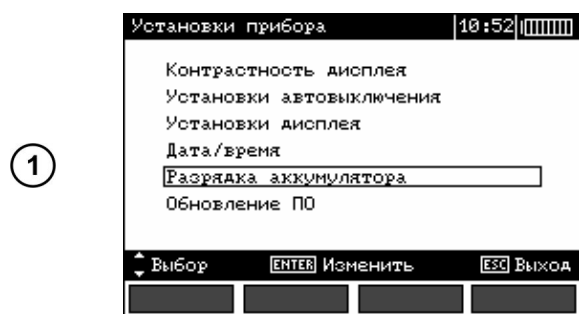 Установки прибора 10:52
Контрастность дисплея
Установки автовыключения
Установки дисплея
Дата/время
1
Разрядка аккумулятора
Обновление ПО
Выбор ENTER Изменить ESC Выход